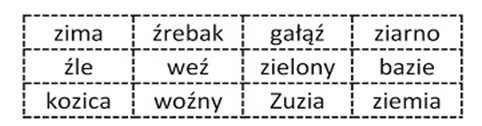 zima źrebak gałąź ziarno
źle weź zielony bazie
kozica woźny Zuzia ziemia